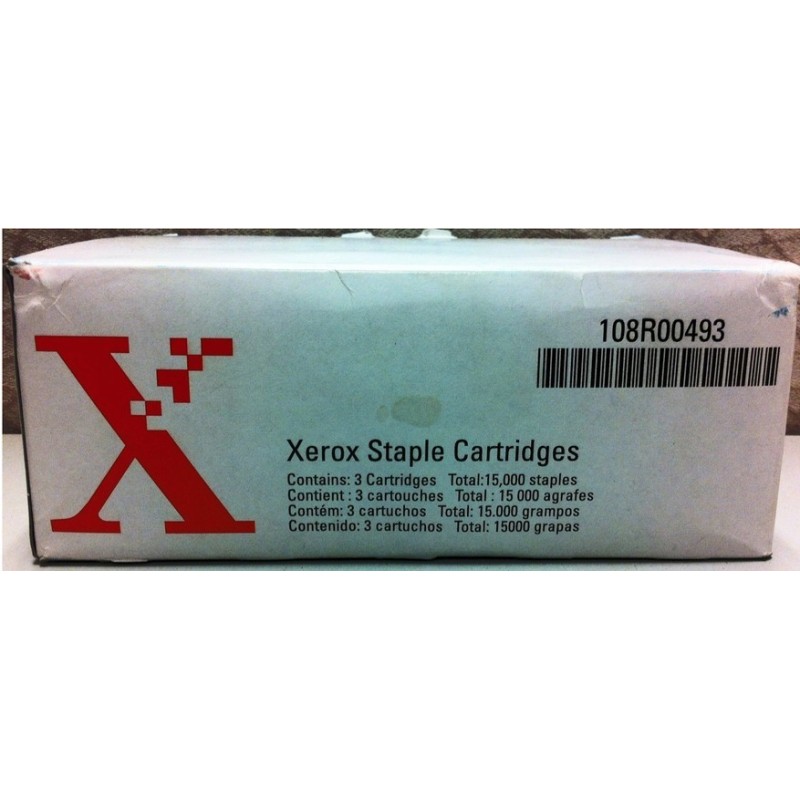 X
108R00493
Xerox Staple Cartridges
Contains: 3 Cartridges Total:15,000 staples
Contient : 3 cartouches Total : 15 000 agrafes
Contém: 3 cartuchos Total: 15.000 grampos
Contenido: 3 cartuchos Total: 15000 grapas